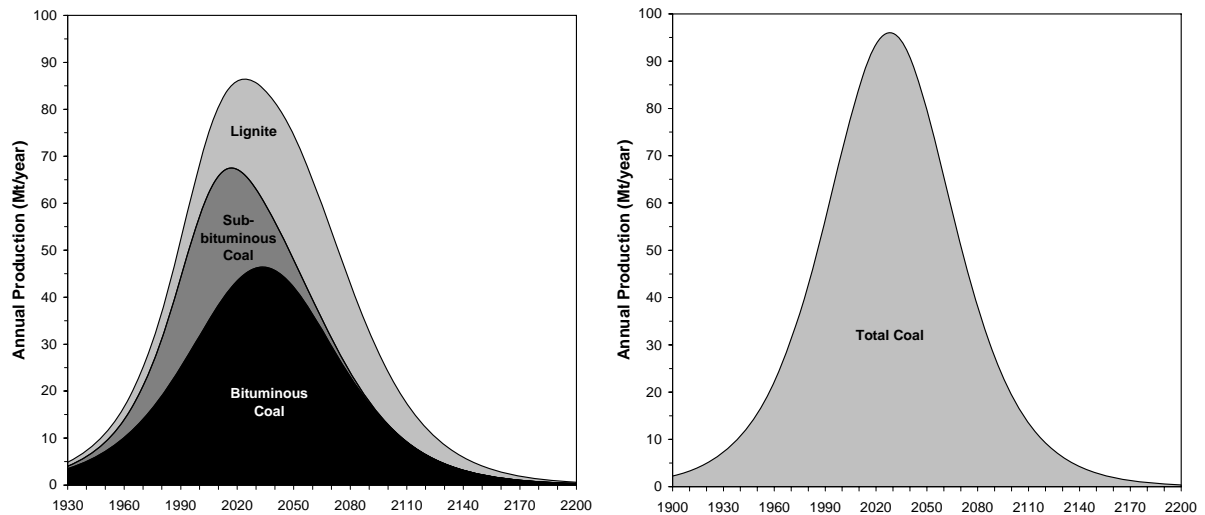 100
90
80
70
60
50
40
30
20
10
0
Annual Production (Mt/year)
Lignite
Sub-
bituminous
Coal
Bituminous
Coal
1930 1960 1990 2020 2050 2080 2110 2140 2170 2200
100
90
80
70
60
50
40
30
20
10
0
Annual Production (Mt/year)
Total Coal
1900 1930 1960 1990 2020 2050 2080 2110 2140 2170 2200